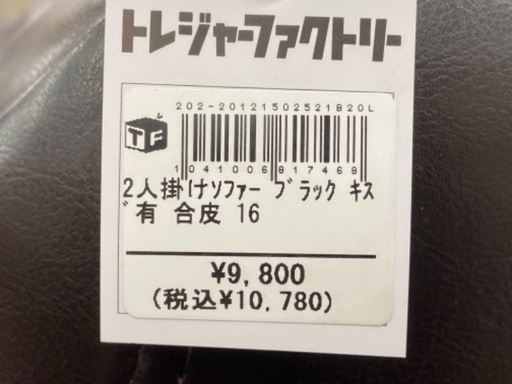 トレジャーファクトリー
202-20121502521B20L
TF
1041006817468
2人掛けソファー ブラック キズ
有 合皮 16
¥9,800
(税込¥10,780)